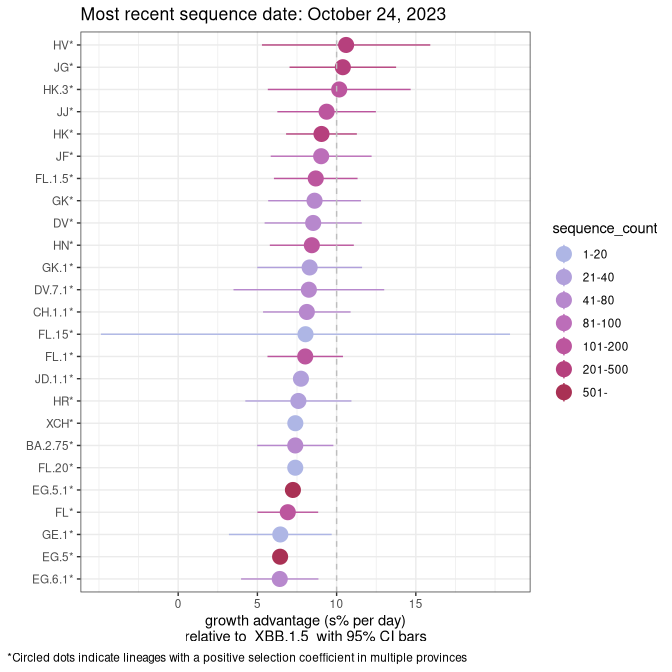 Most recent sequence date: October 24, 2023
HV*
JG*
HK.3*
JJ*
HK*
JF*
FL.1.5*
GK*
DV*
HN*
GK.1*
DV.7.1*
CH.1.1*
FL.15*
FL.1*
JD.1.1*
HR*
XCH*
BA.2.75*
FL.20*
EG.5.1*
FL*
GE.1*
EG.5*
EG.6.1*
0 5 10 15
growth advantage (s% per day)
relative to XBB.1.5 with 95% CI bars
sequence_count
1-20
21-40
41-80
81-100
101-200
201-500
501-
*Circled dots indicate lineages with a positive selection coefficient in multiple provinces